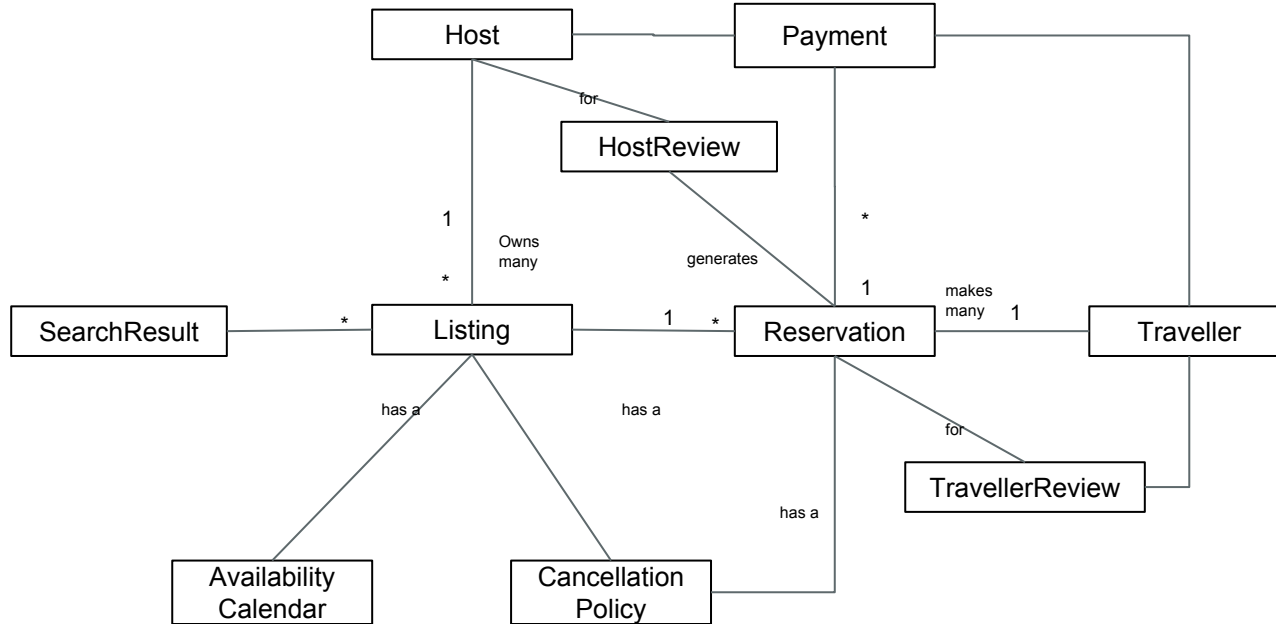 Host
Payment
for
HostReview
1
*
Owns
many
generates
*
1
makes
many
1
SearchResult
*
Listing
1
*
Reservation
Traveller
has a
has a
for
TravellerReview
has a
Availability
Calendar
Cancellation
Policy